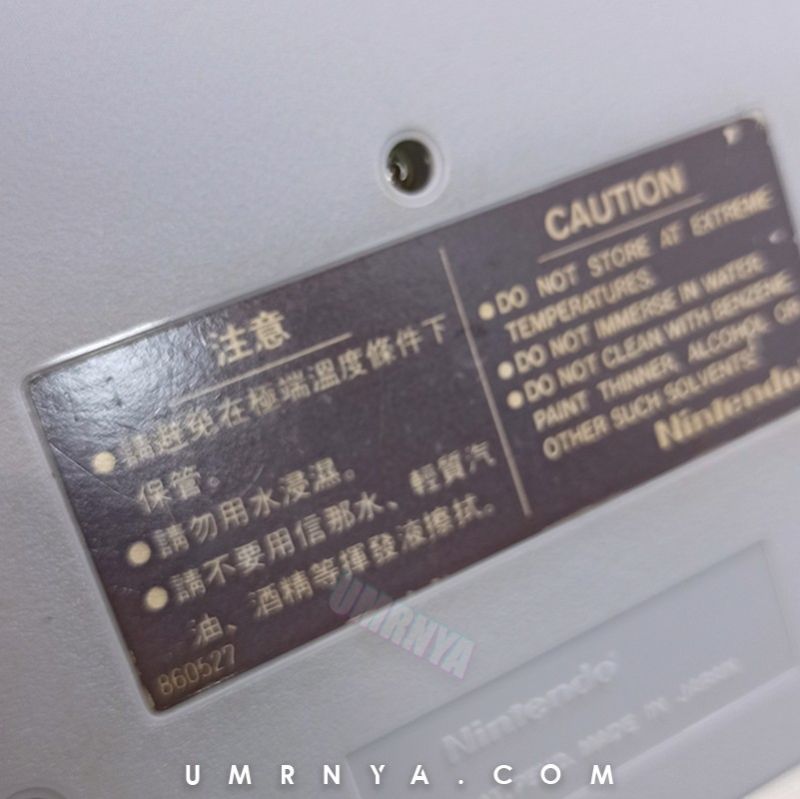 注意
●請避免在極端溫度條件下
保管。
●請勿用水浸濕。
●請不要用信那水、輕質汽
油、酒精等揮發液擦拭。
860527
CAUTION
●DO NOT STORE AT EXTREME
TEMPERATURES.
●DO NOT IMMERSE IN WATER.
●DO NOT CLEAN WITH BENZENE,
PAINT THINNER, ALCOHOL OR
OTHER SUCH SOLVENTS.
Nintendo
UMRNYA
Nintendo
MADE IN JAPAN
UMRNYA.COM